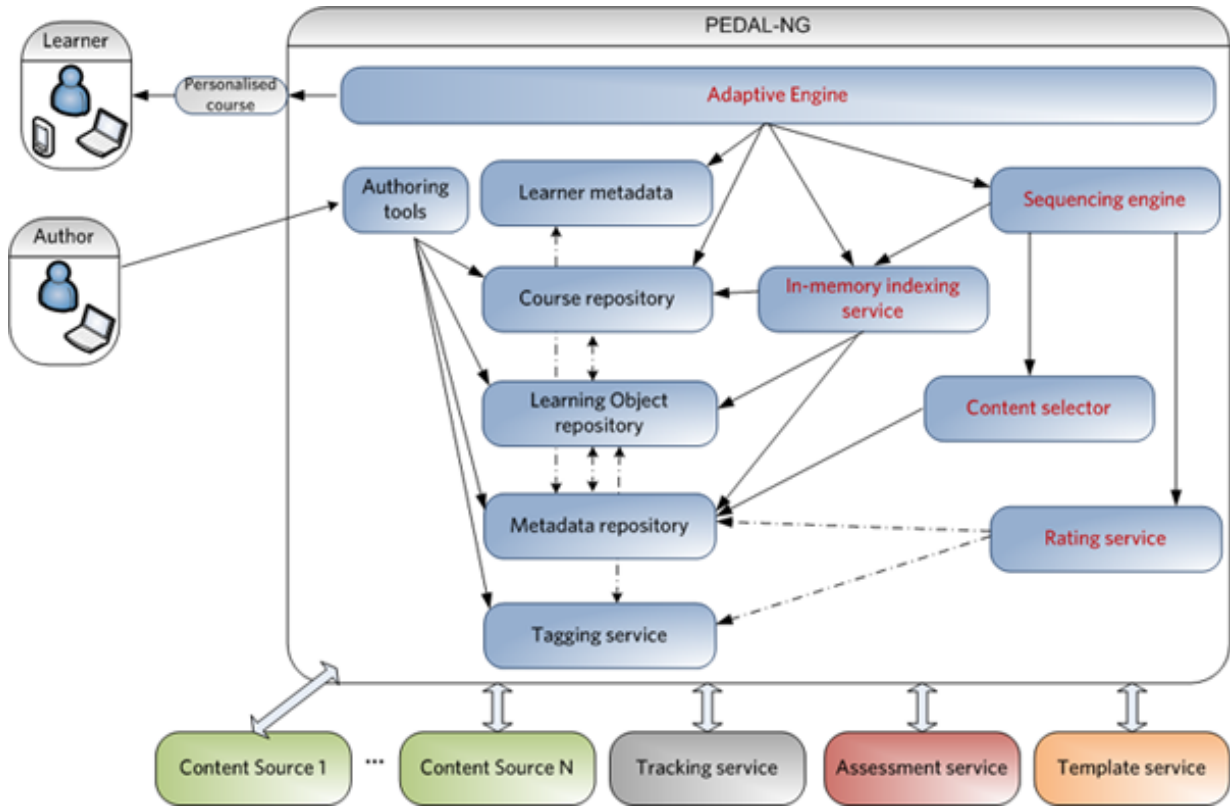 PEDAL-NG
Learner
Personalised
course
Adaptive Engine
Authoring
tools
Learner metadata
Sequencing engine
Author
Course repository
In-memory indexing
service
Learning Object
repository
Content selector
Metadata repository
Rating service
Tagging service
Content Source 1
...
Content Source N
Tracking service
Assessment service
Template service